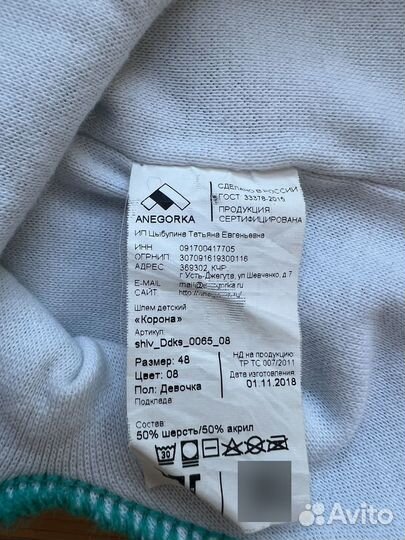 ANEGORKA
СДЕЛАНО В РОССИИ
ГОСТ 33378-2015
ПРОДУКЦИЯ
СЕРТИФИЦИРОВАНА
ИП Цыбулина Татьяна Евгеньевна
ИНН 091700417705
ОГРНИП 307091619300116
АДРЕС 369302, КЧР
г.Усть-Джегута, ул.Шевченко, д.7
E-MAIL
САЙТ
Шлем детский
«Корона»
Артикул:
shlv_Ddks_0065_08
Размер: 48
Цвет: 08
Пол: Девочка
Подклада
НД на продукцию
ТР ТС 007/2011
Дата изготовления
01.11.2018
Состав:
50% шерсть/50% акрил
30
Avito